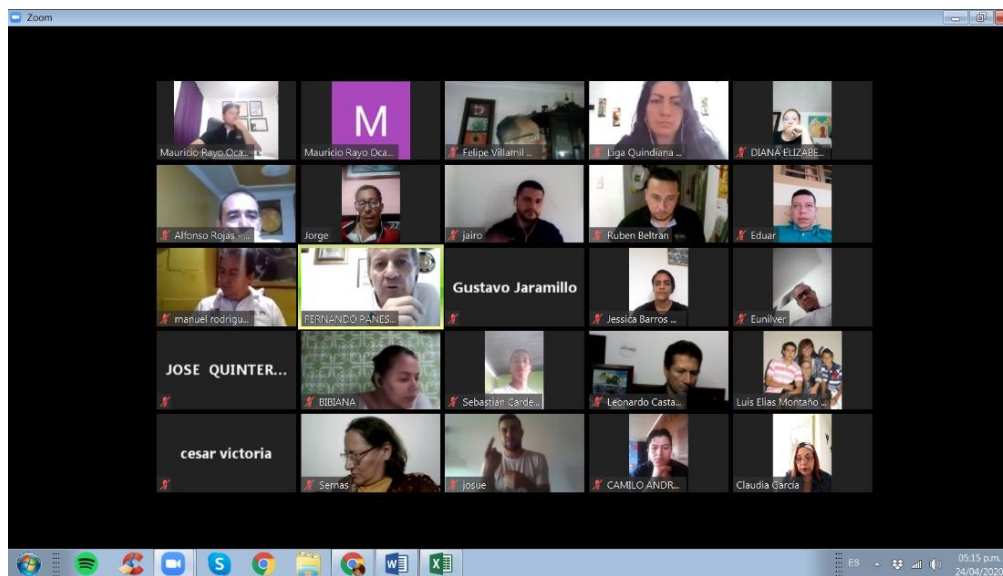 Zoom
Mauricio Rayo Oca...
M
Mauricio Rayo Oca...
Felipe Villamil ...
Liga Quindiana ...
DIANA ELIZABE...
Alfonso Rojas - ...
Jorge
jairo
Ruben Beltran
Eduar
manuel rodrigu...
FERNANDO PANES...
Gustavo Jaramillo
Jessica Barros ...
Eunilver
JOSE QUINTER...
BIBIANA
Sebastián Carde...
Leonardo Casta...
Luis Elias Montaño ...
cesar victoria
Sernas
josue
CAMILO ANDR...
Claudia García
ES
05:15 p.m.
24/04/2020